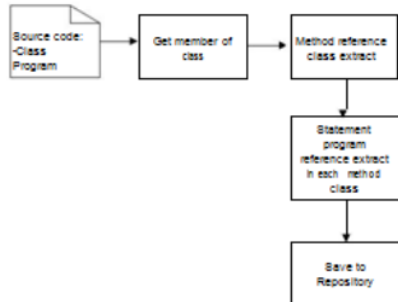 Source code:
-Class
Program
Get member of
class
Method reference
class extract
Statement
program
reference extract
in each method
class
Save to
Repository